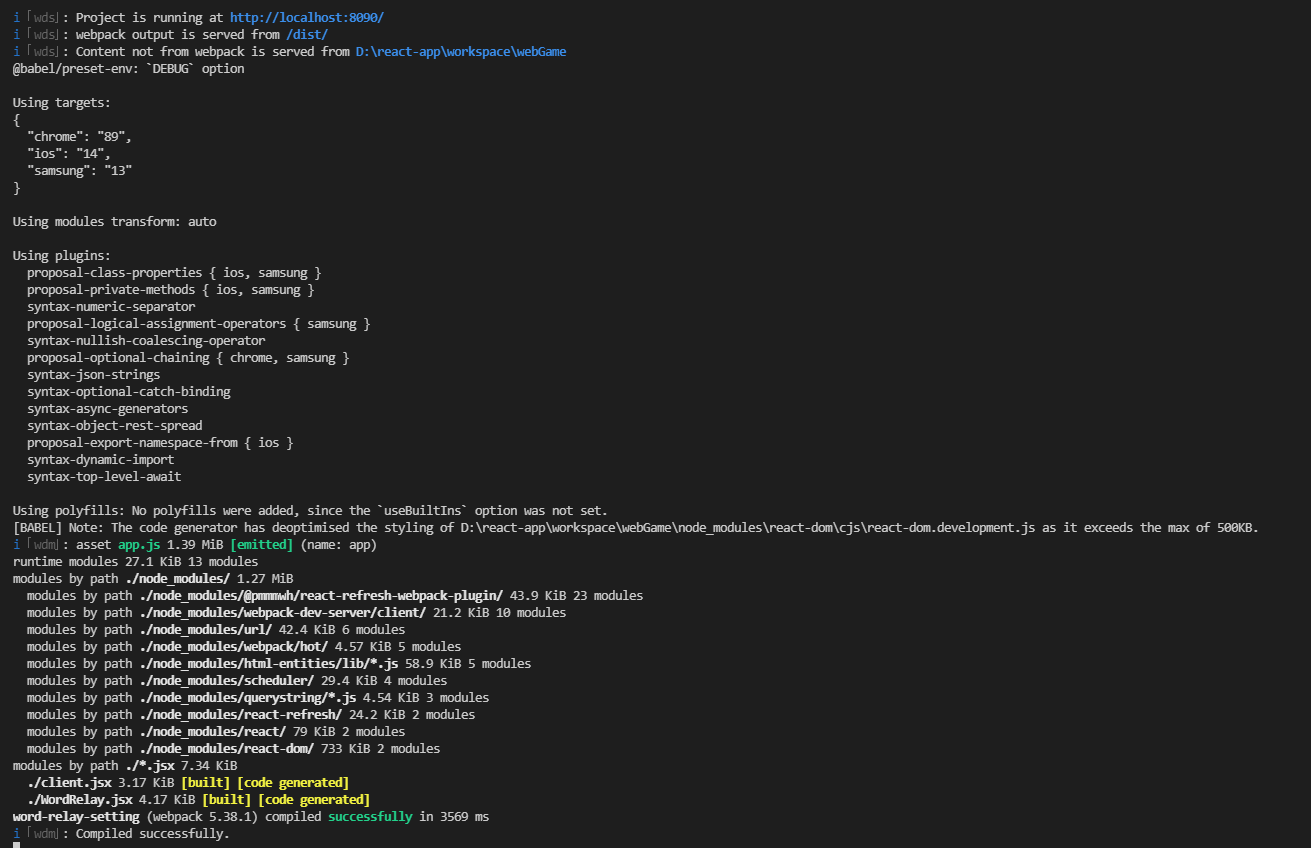 i ｢wds｣: Project is running at http://localhost:8090/
i ｢wds｣: webpack output is served from /dist/
i ｢wds｣: Content not from webpack is served from D:\react-app\workspace\webGame
@babel/preset-env: `DEBUG` option
Using targets:
{
  "chrome": "89",
  "ios": "14",
  "samsung": "13"
}
Using modules transform: auto
Using plugins:
  proposal-class-properties { ios, samsung }
  proposal-private-methods { ios, samsung }
  syntax-numeric-separator
  proposal-logical-assignment-operators { samsung }
  syntax-nullish-coalescing-operator
  proposal-optional-chaining { chrome, samsung }
  syntax-json-strings
  syntax-optional-catch-binding
  syntax-async-generators
  syntax-object-rest-spread
  proposal-export-namespace-from { ios }
  syntax-dynamic-import
  syntax-top-level-await
Using polyfills: No polyfills were added, since the `useBuiltIns` option was not set.
[BABEL] Note: The code generator has deoptimised the styling of D:\react-app\workspace\webGame\node_modules\react-dom\cjs\react-dom.development.js as it exceeds the max of 500KB.
i ｢wdm｣: asset app.js 1.39 MiB [emitted] (name: app)
runtime modules 27.1 KiB 13 modules
modules by path ./node_modules/ 1.27 MiB
  modules by path ./node_modules/@pmmmwh/react-refresh-webpack-plugin/ 43.9 KiB 23 modules
  modules by path ./node_modules/webpack-dev-server/client/ 21.2 KiB 10 modules
  modules by path ./node_modules/url/ 42.4 KiB 6 modules
  modules by path ./node_modules/webpack/hot/ 4.57 KiB 5 modules
  modules by path ./node_modules/html-entities/lib/*.js 58.9 KiB 5 modules
  modules by path ./node_modules/scheduler/ 29.4 KiB 4 modules
  modules by path ./node_modules/querystring/*.js 4.54 KiB 3 modules
  modules by path ./node_modules/react-refresh/ 24.2 KiB 2 modules
  modules by path ./node_modules/react/ 79 KiB 2 modules
  modules by path ./node_modules/react-dom/ 733 KiB 2 modules
modules by path ./*.jsx 7.34 KiB
  ./client.jsx 3.17 KiB [built] [code generated]
  ./WordRelay.jsx 4.17 KiB [built] [code generated]
word-relay-setting (webpack 5.38.1) compiled successfully in 3569 ms
i ｢wdm｣: Compiled successfully.